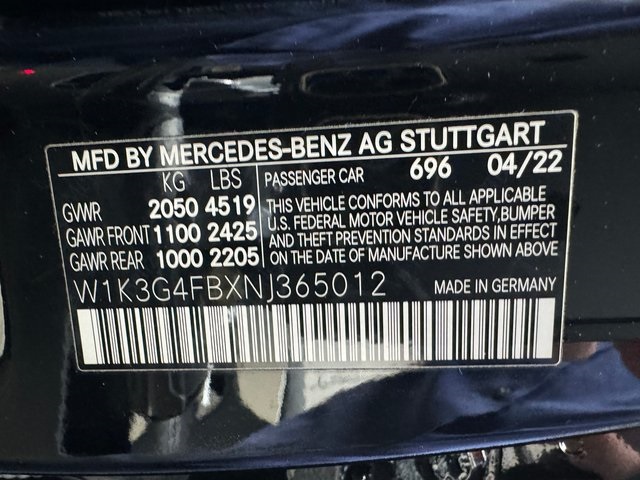 MFD BY MERCEDES-BENZ AG STUTTGART
KG LBS PASSENGER CAR 696 04/22
GVWR 2050 4519
GAWR FRONT 1100 2425
GAWR REAR 1000 2205
THIS VEHICLE CONFORMS TO ALL APPLICABLE
U.S. FEDERAL MOTOR VEHICLE SAFETY, BUMPER
AND THEFT PREVENTION STANDARDS IN EFFECT
ON THE DATE OF MANUFACTURE SHOWN ABOVE
W1K3G4FBXNJ365012 MADE IN GERMANY